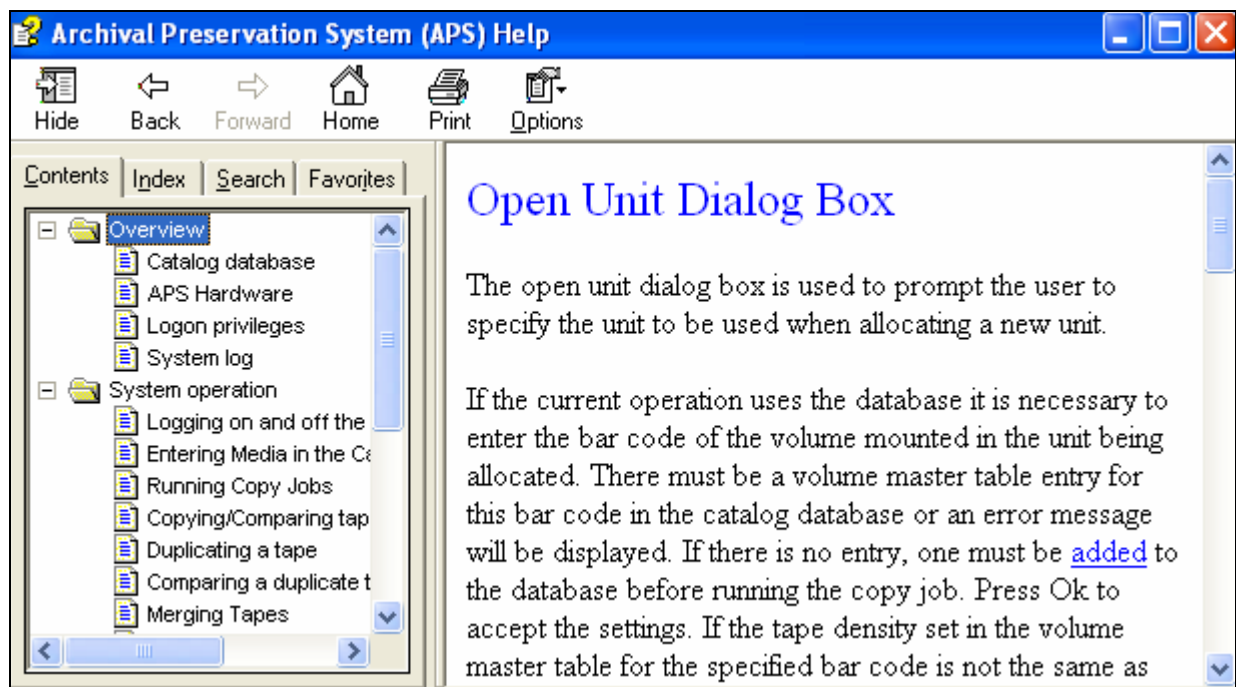 Archival Preservation System (APS) Help
Hide Back Forward Home Print Options
Contents Index Search Favorites
Overview
Catalog database
APS Hardware
Logon privileges
System log
System operation
Logging on and off the
Entering Media in the Ca
Running Copy Jobs
Copying/Comparing tap
Duplicating a tape
Comparing a duplicate t
Merging Tapes
Open Unit Dialog Box
The open unit dialog box is used to prompt the user to
specify the unit to be used when allocating a new unit.
If the current operation uses the database it is necessary to
enter the bar code of the volume mounted in the unit being
allocated. There must be a volume master table entry for
this bar code in the catalog database or an error message
will be displayed. If there is no entry, one must be added to
the database before running the copy job. Press Ok to
accept the settings. If the tape density set in the volume
master table for the specified bar code is not the same as